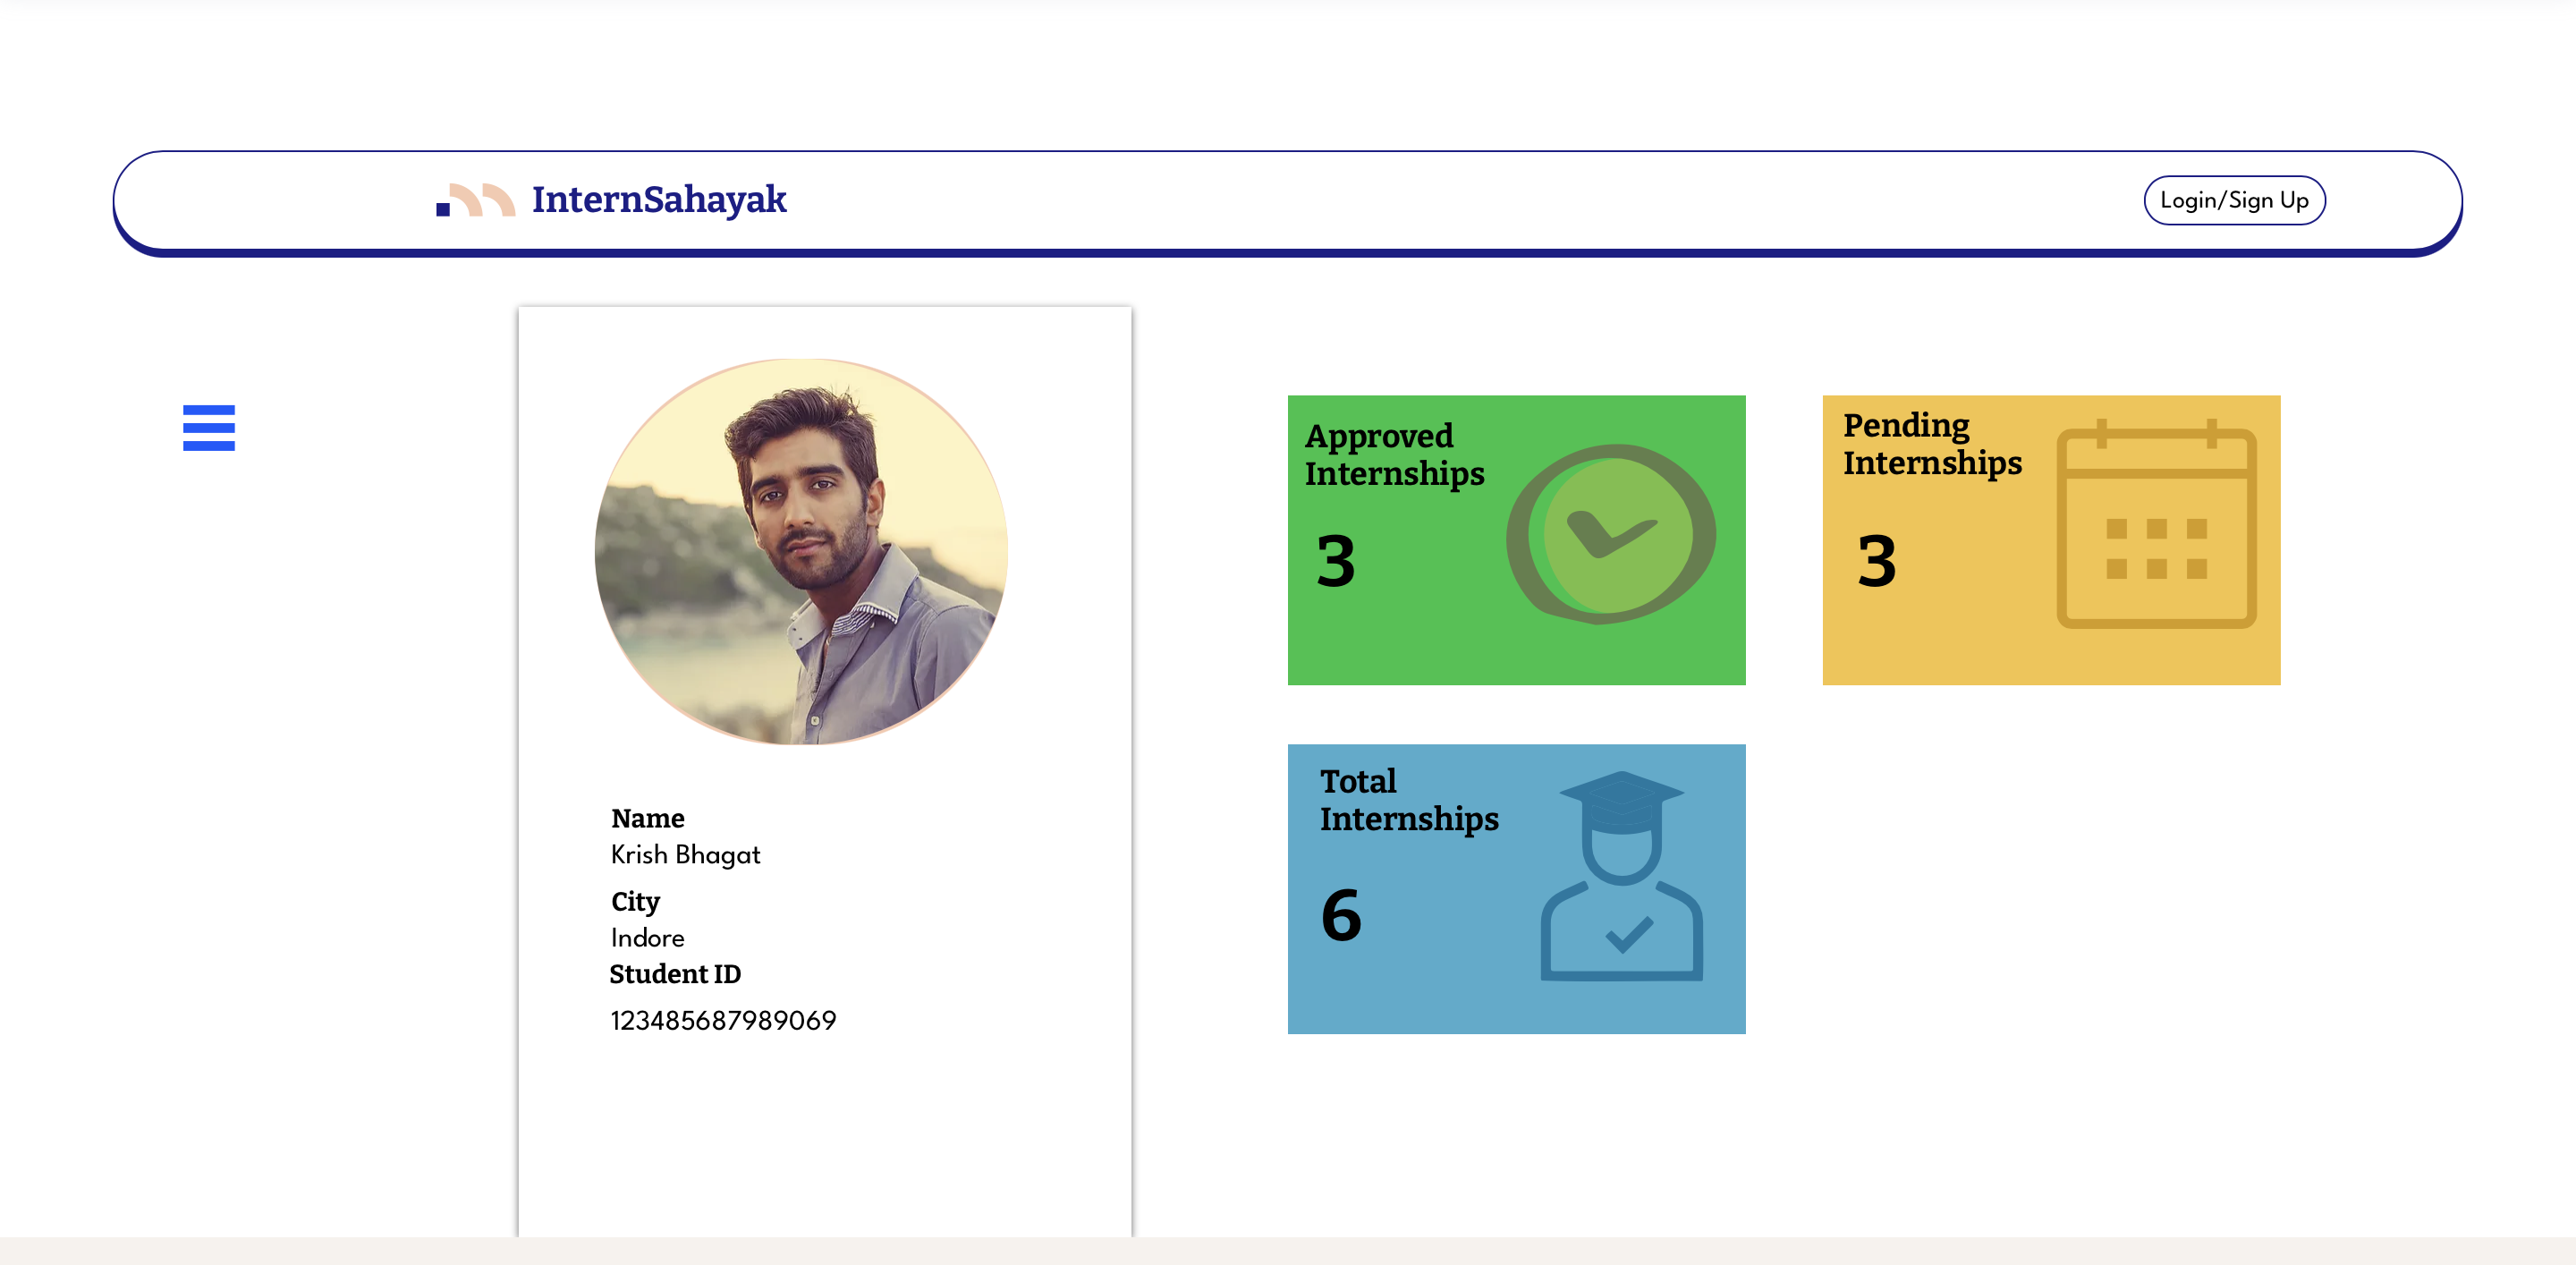 InternSahayak
Login/Sign Up
Name
Krish Bhagat
City
Indore
Student ID
123485687989069
Approved
Internships
3
Pending
Internships
3
Total
Internships
6